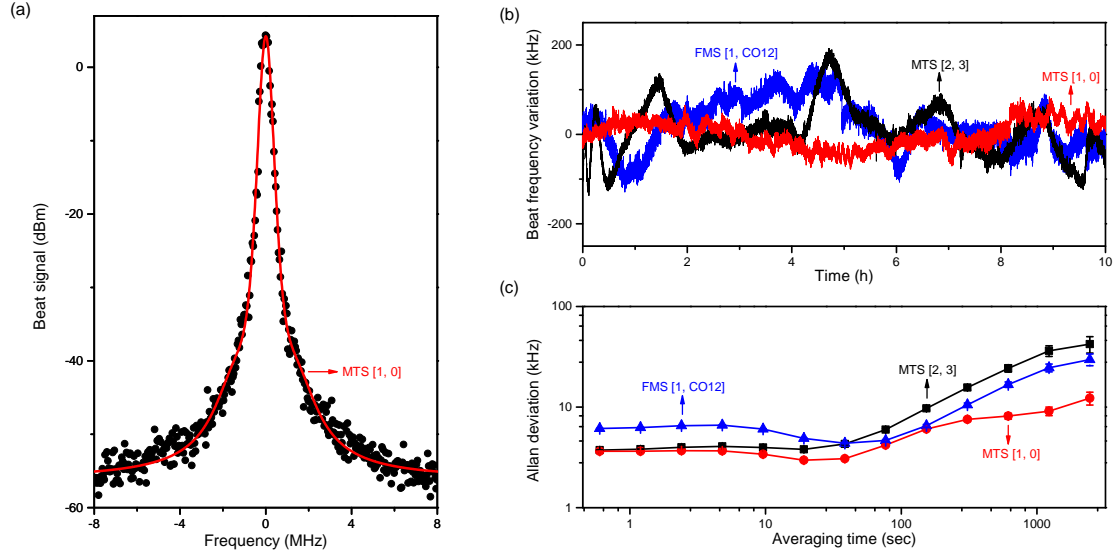 (a)
Beat signal (dBm)
0
-20
-40
-60
-8
-4
0
4
8
Frequency (MHz)
MTS [1, 0]
(b)
Beat frequency variation (kHz)
200
0
-200
0
2
4
6
8
10
Time (h)
FMS [1, CO12]
MTS [2, 3]
MTS [1, 0]
(c)
Allan deviation (kHz)
100
10
1
1
10
100
1000
Averaging time (sec)
FMS [1, CO12]
MTS [2, 3]
MTS [1, 0]